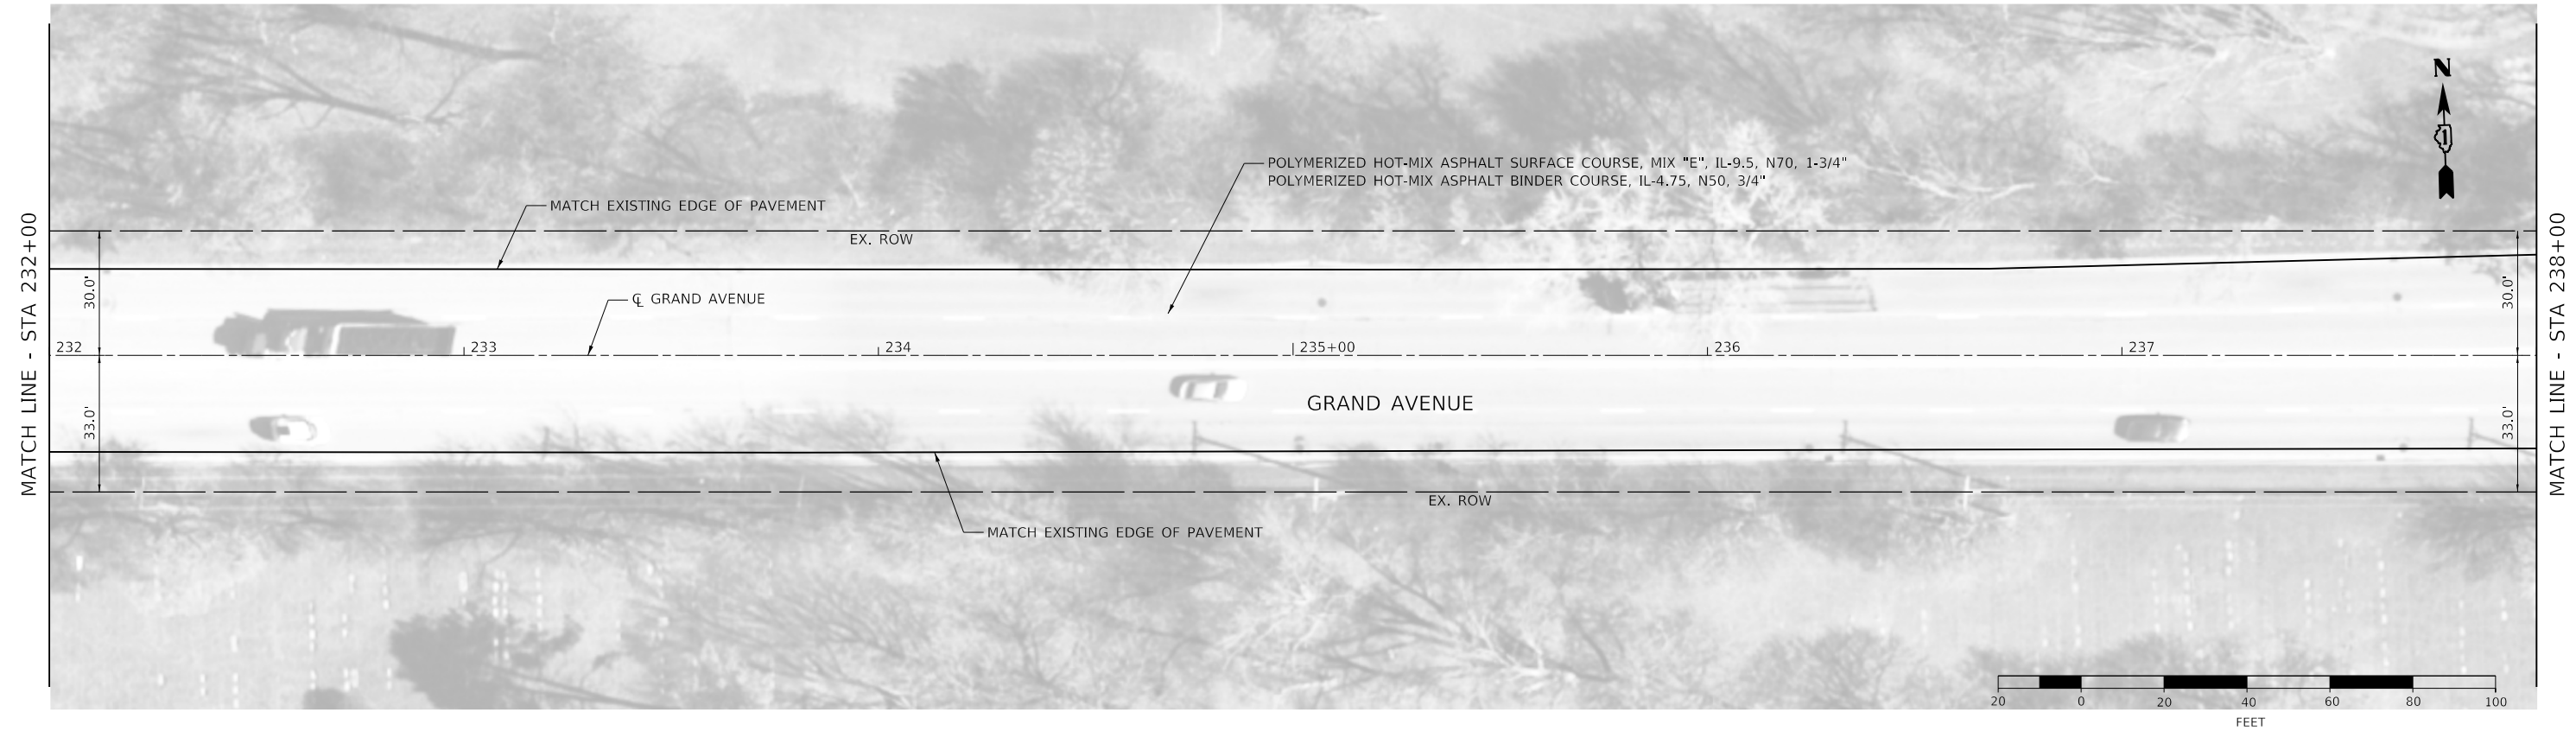 N
1
POLYMERIZED HOT-MIX ASPHALT SURFACE COURSE, MIX "E", IL-9.5, N70, 1-3/4"
POLYMERIZED HOT-MIX ASPHALT BINDER COURSE, IL-4.75, N50, 3/4"
MATCH EXISTING EDGE OF PAVEMENT
EX. ROW
MATCH LINE - STA 232+00
MATCH LINE - STA 238+00
30.0'
30.0'
℄ GRAND AVENUE
232
233
234
235+00
236
237
33.0'
33.0'
GRAND AVENUE
EX. ROW
MATCH EXISTING EDGE OF PAVEMENT
20 0 20 40 60 80 100
FEET